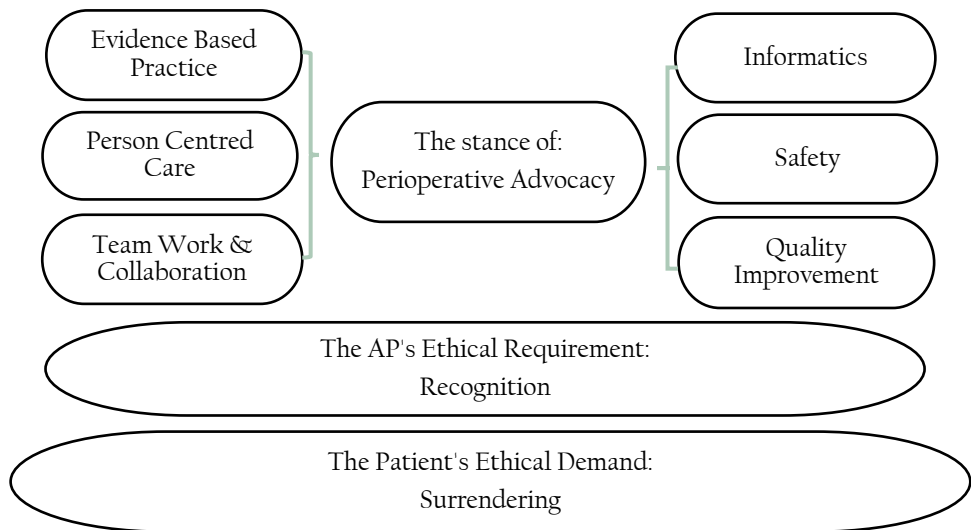 Evidence Based
Practice
Person Centred
Care
Team Work &
Collaboration
The stance of:
Perioperative Advocacy
Informatics
Safety
Quality
Improvement
The AP's Ethical Requirement:
Recognition
The Patient's Ethical Demand:
Surrendering